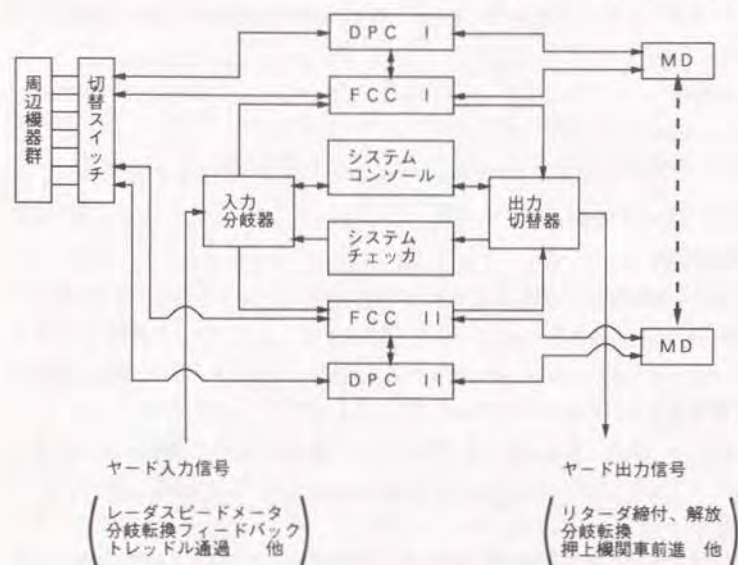 DPC I
MD
FCC I
周辺機器群
切替スイッチ
システム
コンソール
入力
分岐器
出力
切替器
システム
チェッカ
FCC II
MD
DPC II
ヤード入力信号
ヤード出力信号
レーダスピードメータ
分岐転換フィードバック
トレッドル通過 他
リターダ締付、解放
分岐転換
押上機関車前進 他